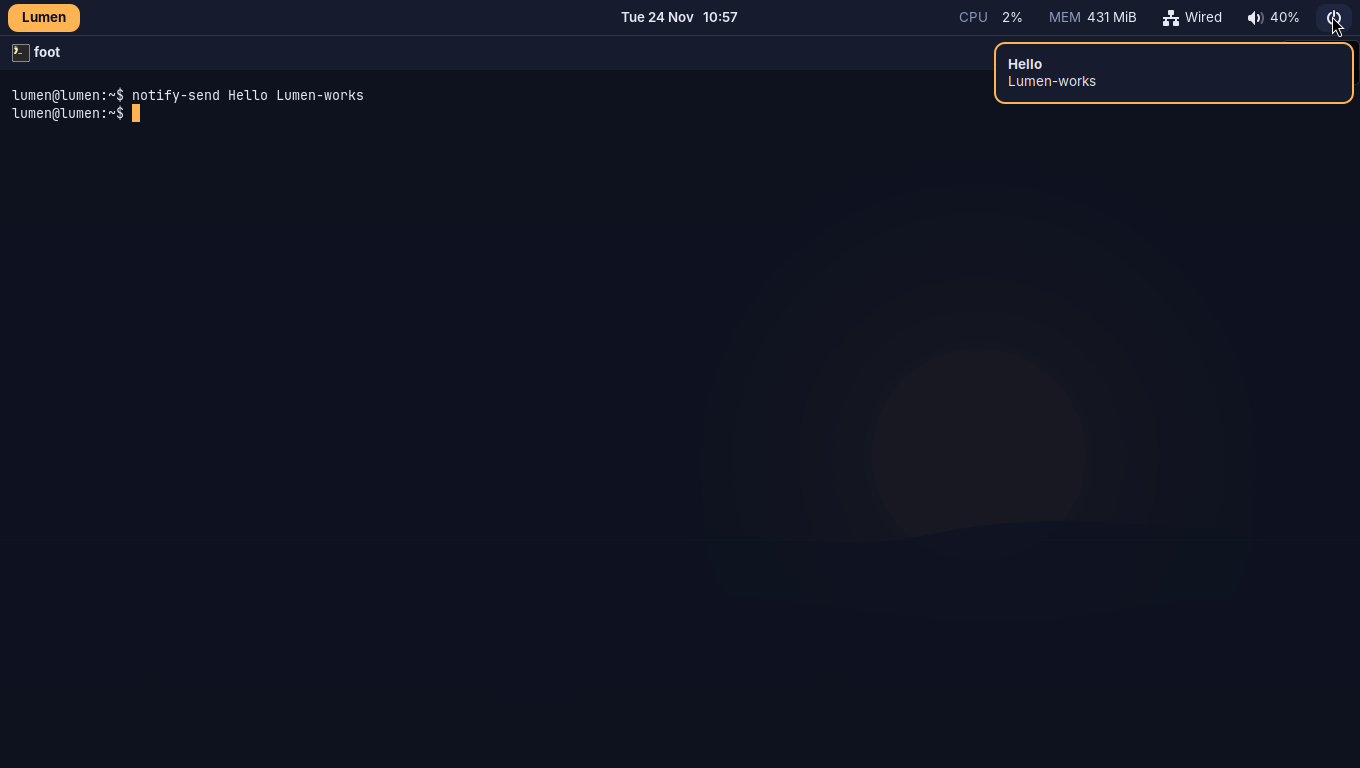 Lumen
Tue 24 Nov 10:57
CPU 2% MEM 431 MiB Wired 40%
foot
Hello
Lumen-works
lumen@lumen:~$ notify-send Hello Lumen-works
lumen@lumen:~$